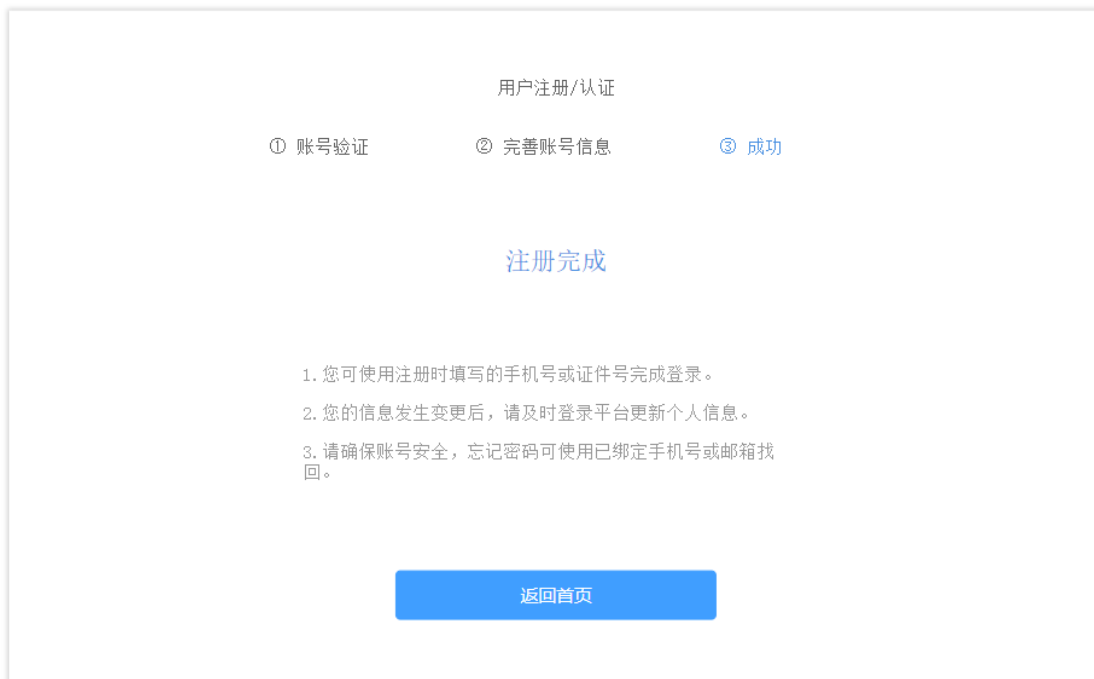 用户注册/认证
① 账号验证 ② 完善账号信息 ③ 成功
注册完成
1.您可使用注册时填写的手机号或证件号完成登录。
2.您的信息发生变更后，请及时登录平台更新个人信息。
3.请确保账号安全，忘记密码可使用已绑定手机号或邮箱找
回。
返回首页